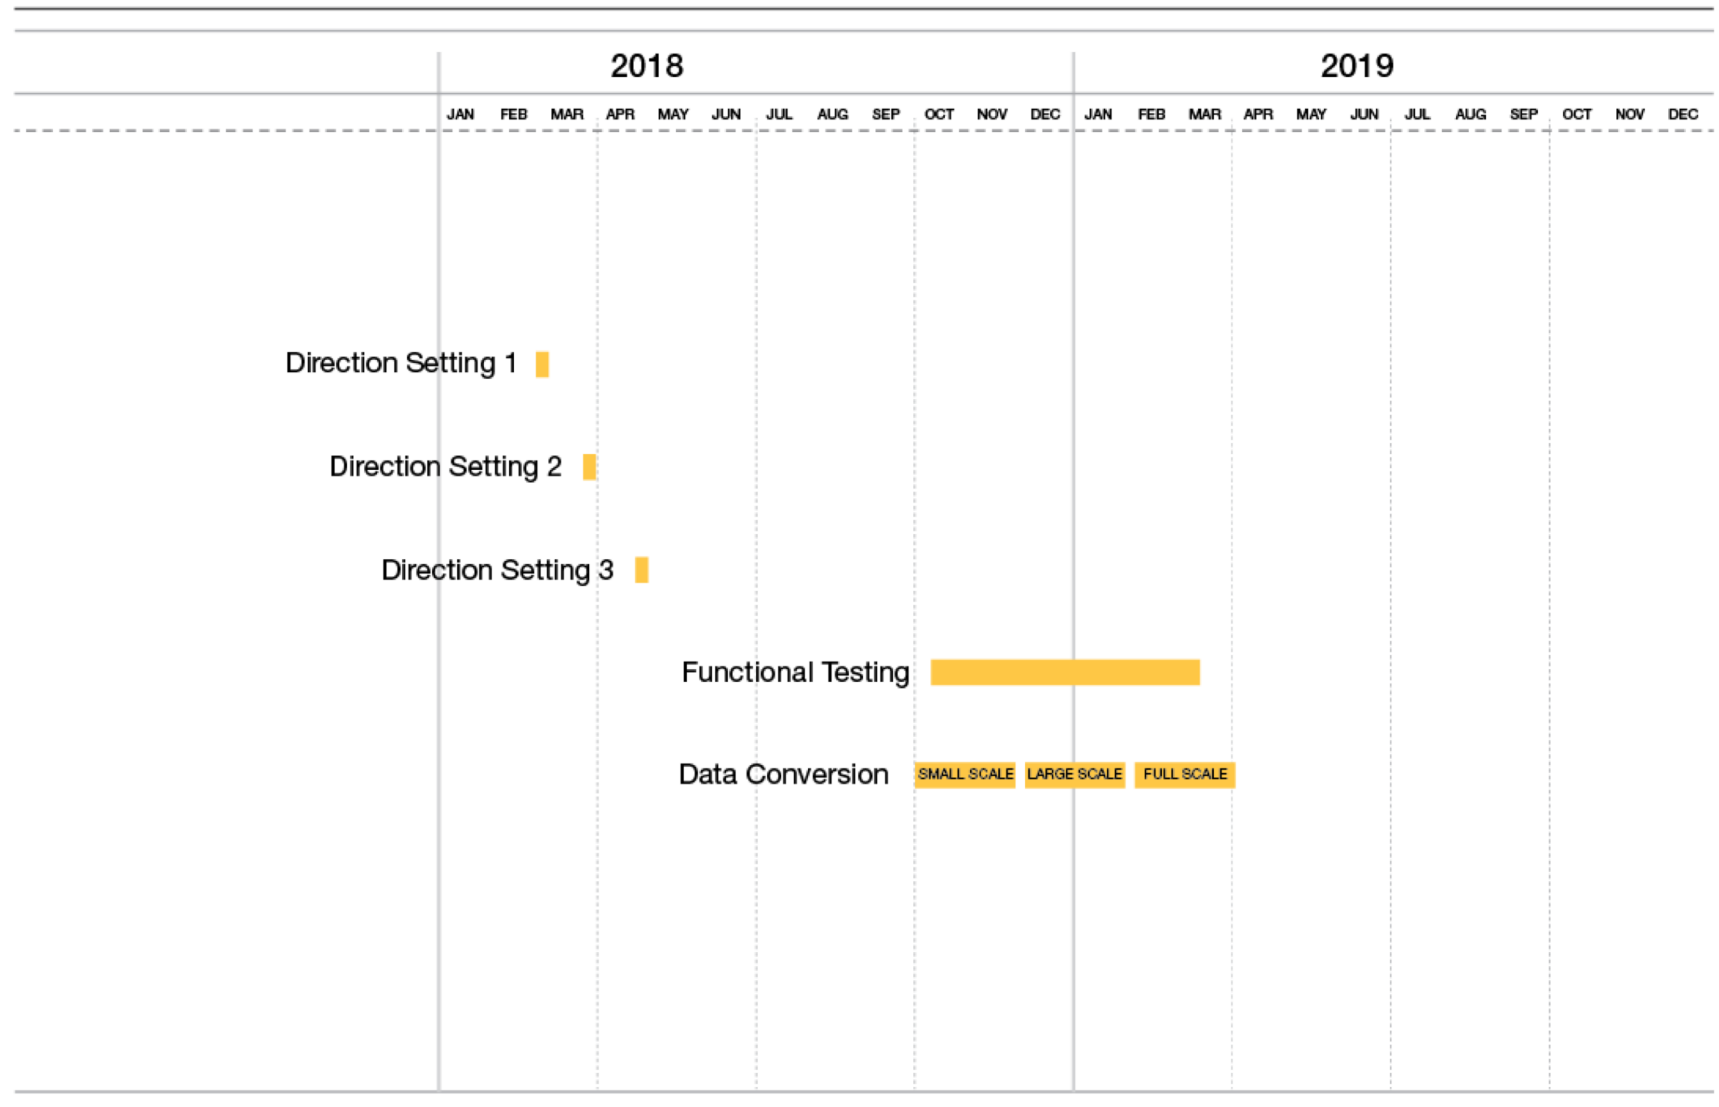 2018 2019
JAN FEB MAR APR MAY JUN JUL AUG SEP OCT NOV DEC JAN FEB MAR APR MAY JUN JUL AUG SEP OCT NOV DEC
Direction Setting 1
Direction Setting 2
Direction Setting 3
Functional Testing
Data Conversion SMALL SCALE LARGE SCALE FULL SCALE